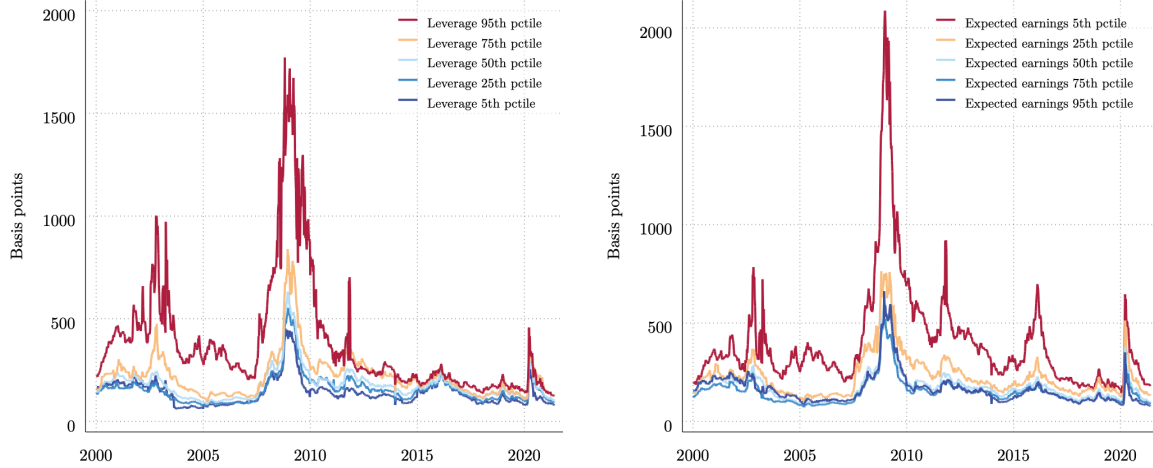 2000
1500
1000
500
0
Basis points
Leverage 95th pctile
Leverage 75th pctile
Leverage 50th pctile
Leverage 25th pctile
Leverage 5th pctile
2000 2005 2010 2015 2020
2000
1500
1000
500
0
Basis points
Expected earnings 5th pctile
Expected earnings 25th pctile
Expected earnings 50th pctile
Expected earnings 75th pctile
Expected earnings 95th pctile
2000 2005 2010 2015 2020